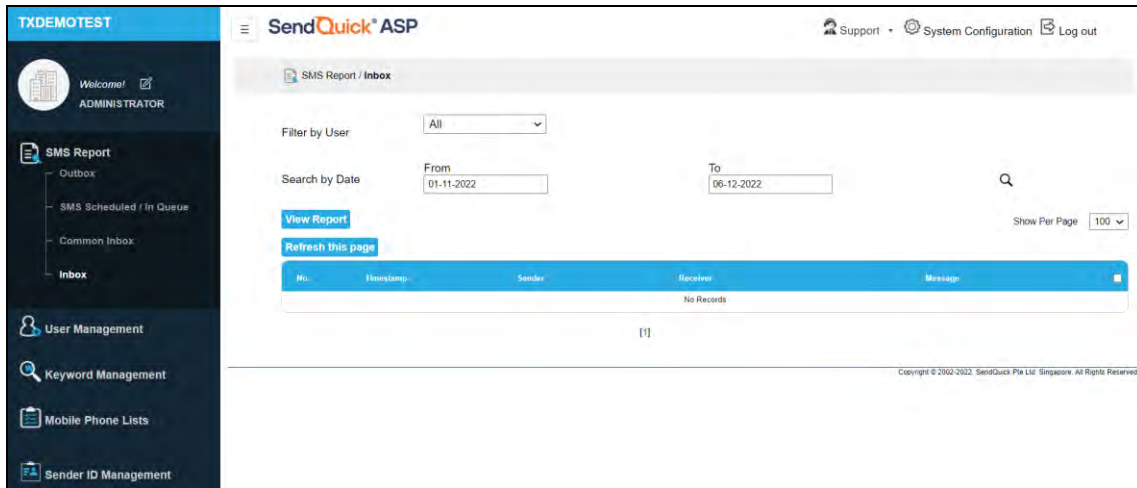 TXDEMOTEST
SendQuick® ASP
Support
System Configuration
Log out
Welcome!
ADMINISTRATOR
SMS Report / Inbox
Filter by User
All
SMS Report
Outbox
SMS Scheduled / In Queue
Common Inbox
Inbox
From
To
Search by Date
01-11-2022
06-12-2022
View Report
Show Per Page
100
Refresh this page
No.
Timestamp
Sender
Receiver
Message
No Records
[1]
User Management
Keyword Management
Mobile Phone Lists
Sender ID Management
Copyright © 2002-2022, SendQuick Pte Ltd. Singapore. All Rights Reserved